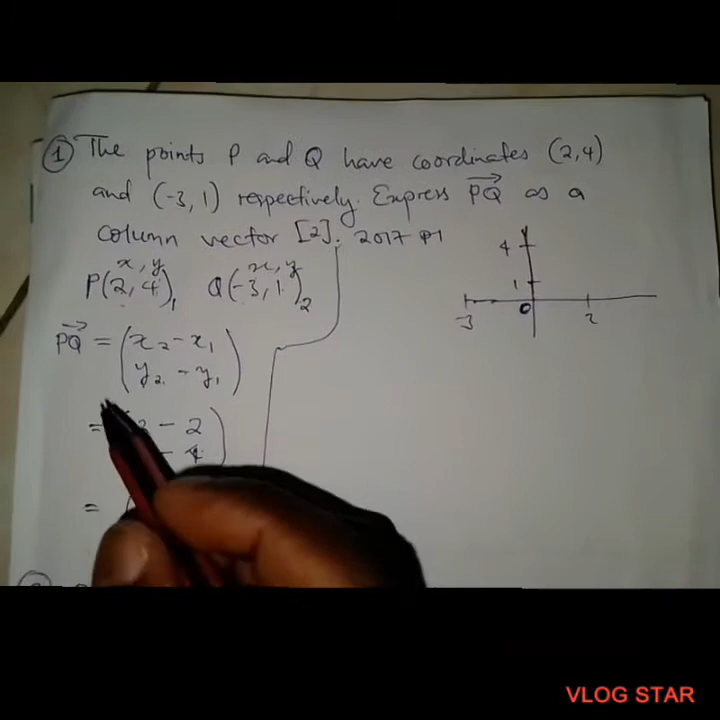 ① The points P and Q have coordinates (2,4)
and (-3,1) respectively. Express PQ as a
column vector [2]. 2017 P1
x, y x, y
P(2,4)₁ Q(-3,1)₂
4
1
-3 0 2
PQ = (x₂ - x₁
y₂ - y₁)
= - 2
- 4
=
VLOG STAR